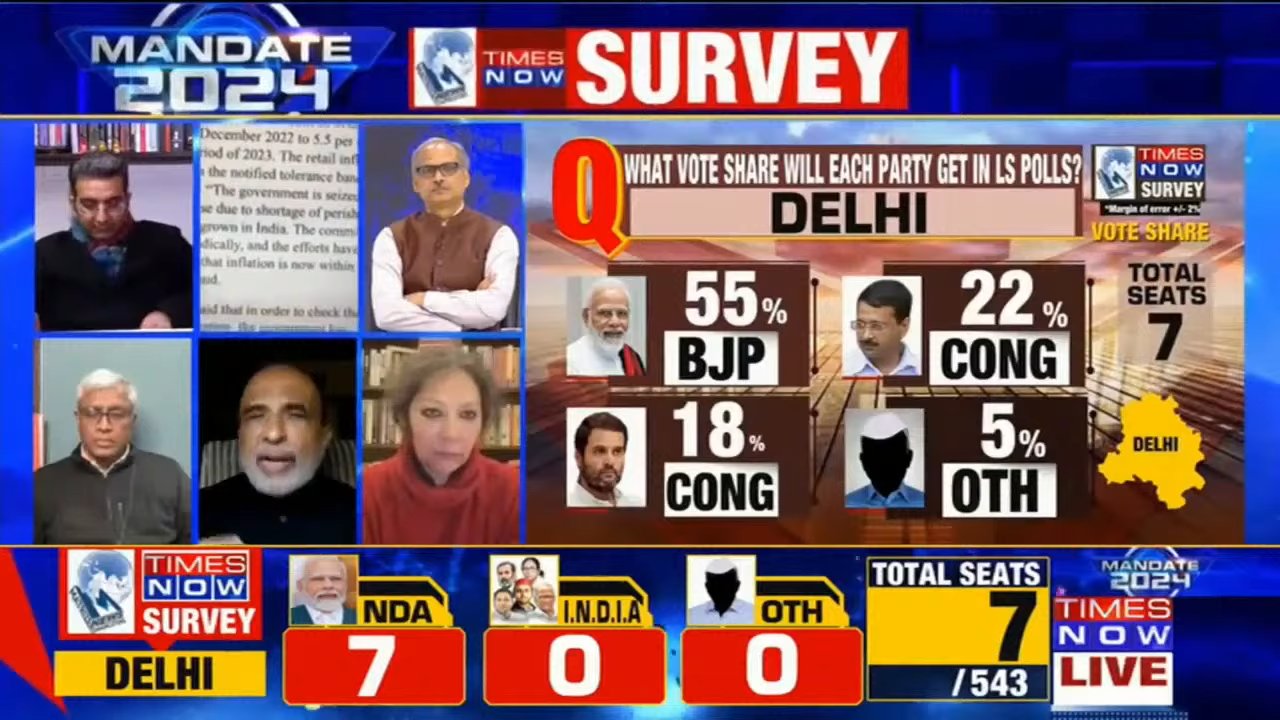 MANDATE
2024
TIMES
NOW
SURVEY
December 2022 to 5.5 per
riod of 2023. The retail inf
the notified tolerance ban
"The government is seize
se due to shortage of perish
grown in India. The comm
dically, and the efforts have
that inflation is now within
aid that in order to check the
Q WHAT VOTE SHARE WILL EACH PARTY GET IN LS POLLS?
DELHI
TIMES
NOW
SURVEY
*Margin of error +/- 2%
VOTE SHARE
55%
BJP
22%
CONG
18%
CONG
5%
OTH
TOTAL
SEATS
7
DELHI
TIMES
NOW
SURVEY
DELHI
NDA
7
I.N.D.I.A
0
OTH
0
TOTAL SEATS
7
/543
MANDATE
2024
TIMES
NOW
LIVE